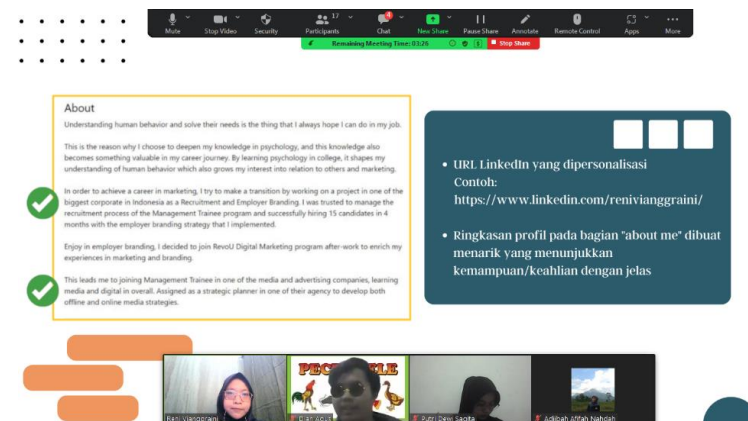 17
4
Mute
Stop Video
Security
Participants
Chat
New Share
Pause Share
Annotate
Remote Control
Apps
More
Remaining Meeting Time: 03:26
Stop Share
About
Understanding human behavior and solve their needs is the thing that I always hope I can do in my job.
This is the reason why I choose to deepen my knowledge in psychology, and this knowledge also
becomes something valuable in my career journey. By learning psychology in college, it shapes my
understanding of human behavior which also grows my interest into relation to others and marketing.
In order to achieve a career in marketing, I try to make a transition by working on a project in one of the
biggest corporate in Indonesia as a Recruitment and Employer Branding. I was trusted to manage the
recruitment process of the Management Trainee program and successfully hiring 15 candidates in 4
months with the employer branding strategy that I implemented.
Enjoy in employer branding, I decided to join RevoU Digital Marketing program after-work to enrich my
experiences in marketing and branding.
This leads me to joining Management Trainee in one of the media and advertising companies, learning
media and digital in overall. Assigned as a strategic planner in one of their agency to develop both
offline and online media strategies.
• URL LinkedIn yang dipersonalisasi
Contoh:
https://www.linkedin.com/renivianggraini/
• Ringkasan profil pada bagian "about me" dibuat
menarik yang menunjukkan
kemampuan/keahlian dengan jelas
Reni Vianggraini
Dian Agus
Putri Dewi Sagita
Adjibah Afifah Nahdah